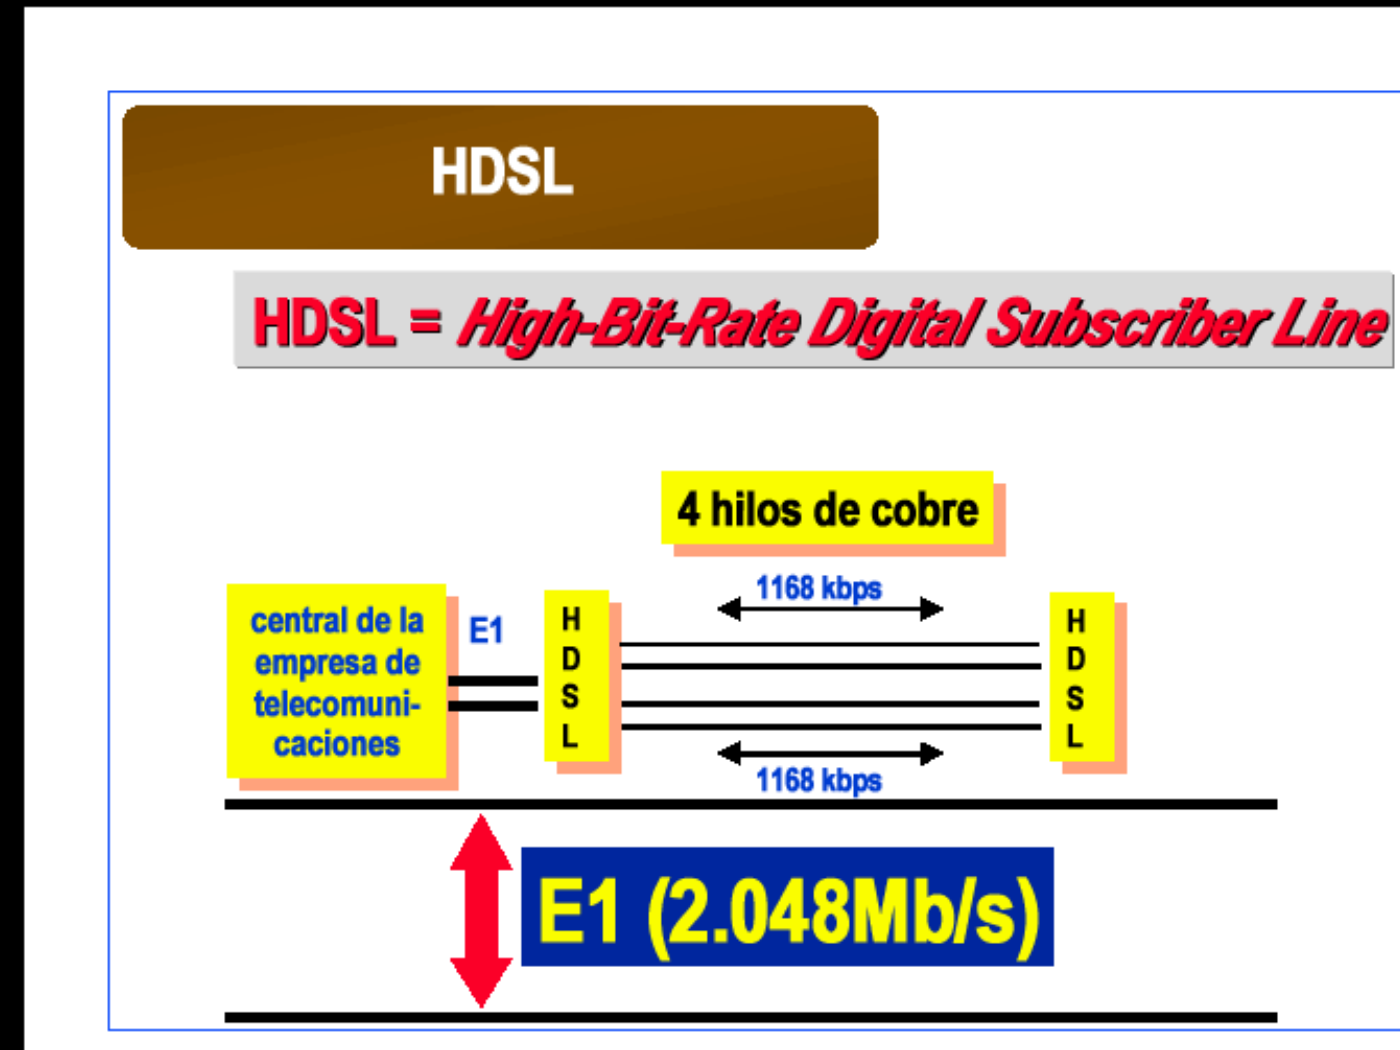 HDSL
HDSL = High-Bit-Rate Digital Subscriber Line
4 hilos de cobre
1168 kbps
central de la
empresa de
telecomuni-
caciones
E1
H
D
S
L
H
D
S
L
1168 kbps
E1 (2.048Mb/s)